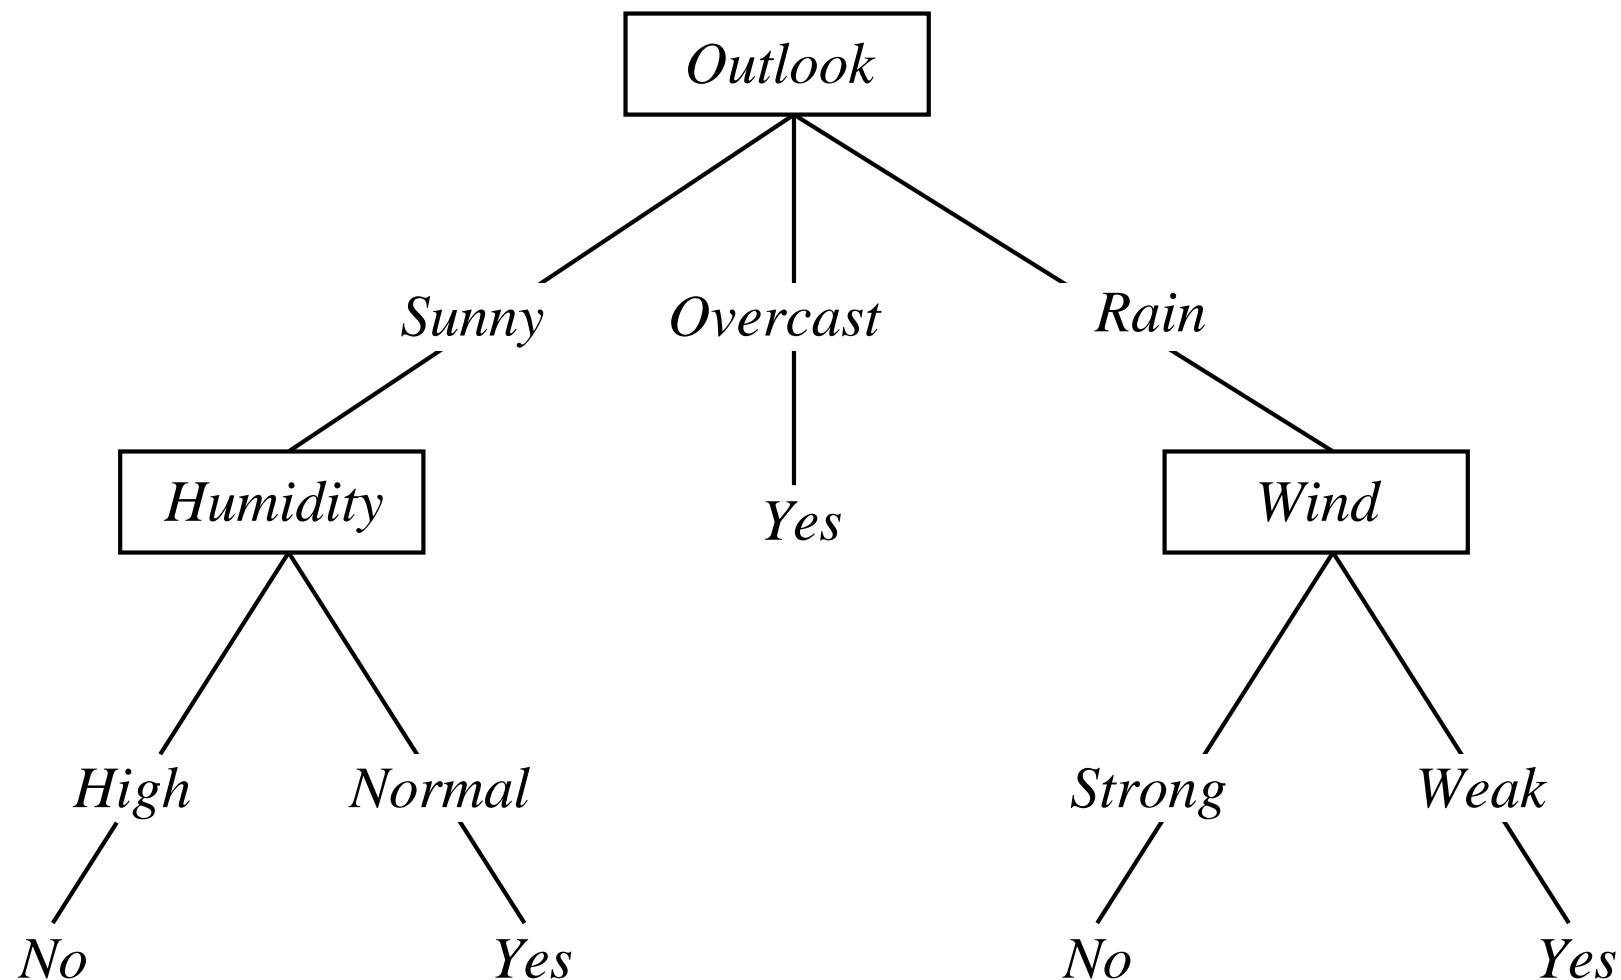 Outlook
Sunny Overcast Rain
Humidity Yes Wind
High Normal Strong Weak
No Yes No Yes